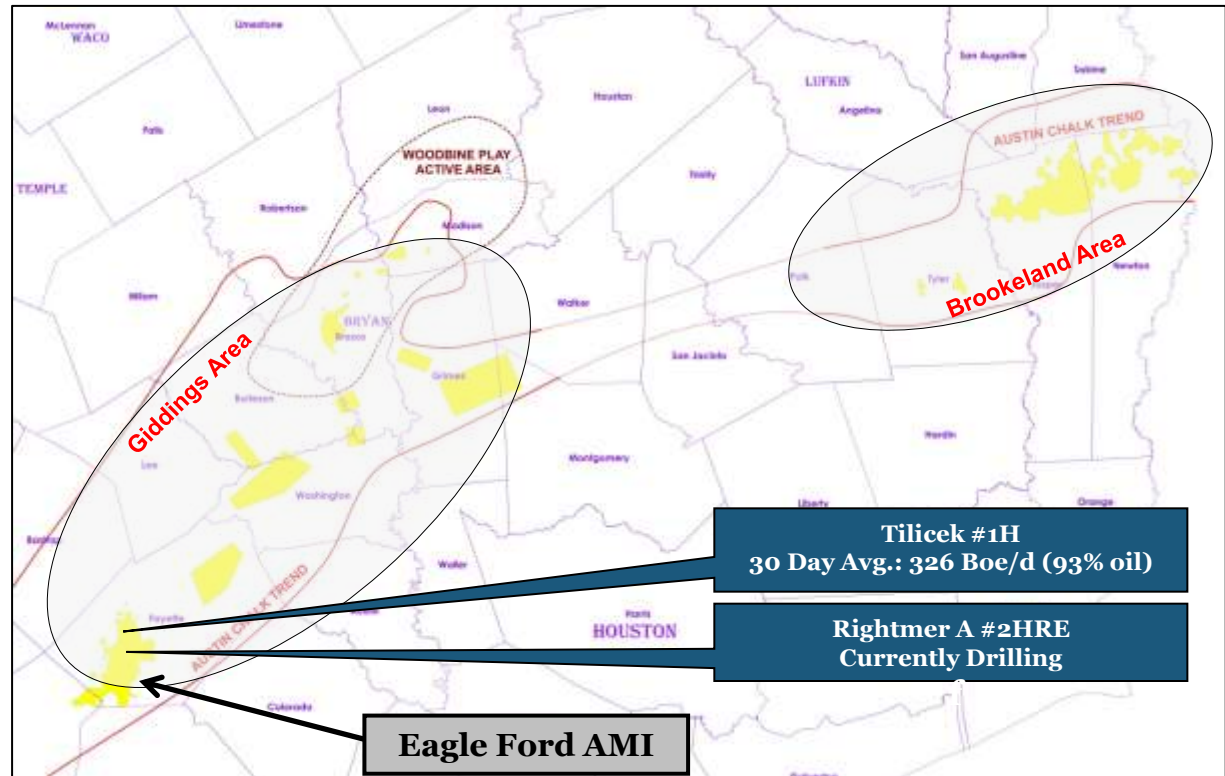 McLennan
WACO
Limestone
San Augustine
Sabine
LUFKIN
Angelina
Houston
Leon
Falls
AUSTIN CHALK TREND
WOODBINE PLAY
ACTIVE AREA
TEMPLE
Trinity
Robertson
Madison
Brookeland Area
Newton
Polk
Tyler
Milam
Walker
BRYAN
Brazos
San Jacinto
Grimes
Giddings Area
Burleson
Hardin
Lee
Montgomery
Washington
Liberty
Orange
Tilicek #1H
30 Day Avg.: 326 Boe/d (93% oil)
Waller
Fayette
AUSTIN CHALK TREND
Harris
HOUSTON
Rightmer A #2HRE
Currently Drilling
Colorado
Eagle Ford AMI